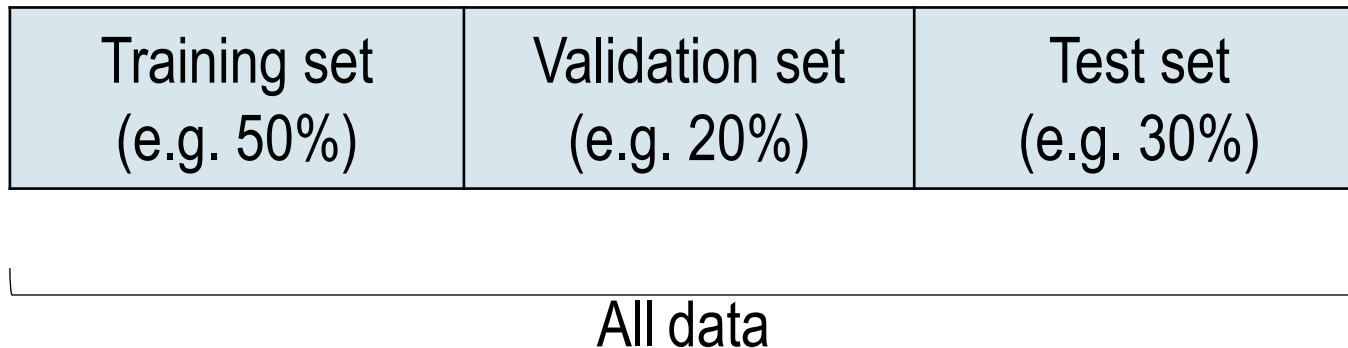 Training set
(e.g. 50%)
Validation set
(e.g. 20%)
Test set
(e.g. 30%)
All data